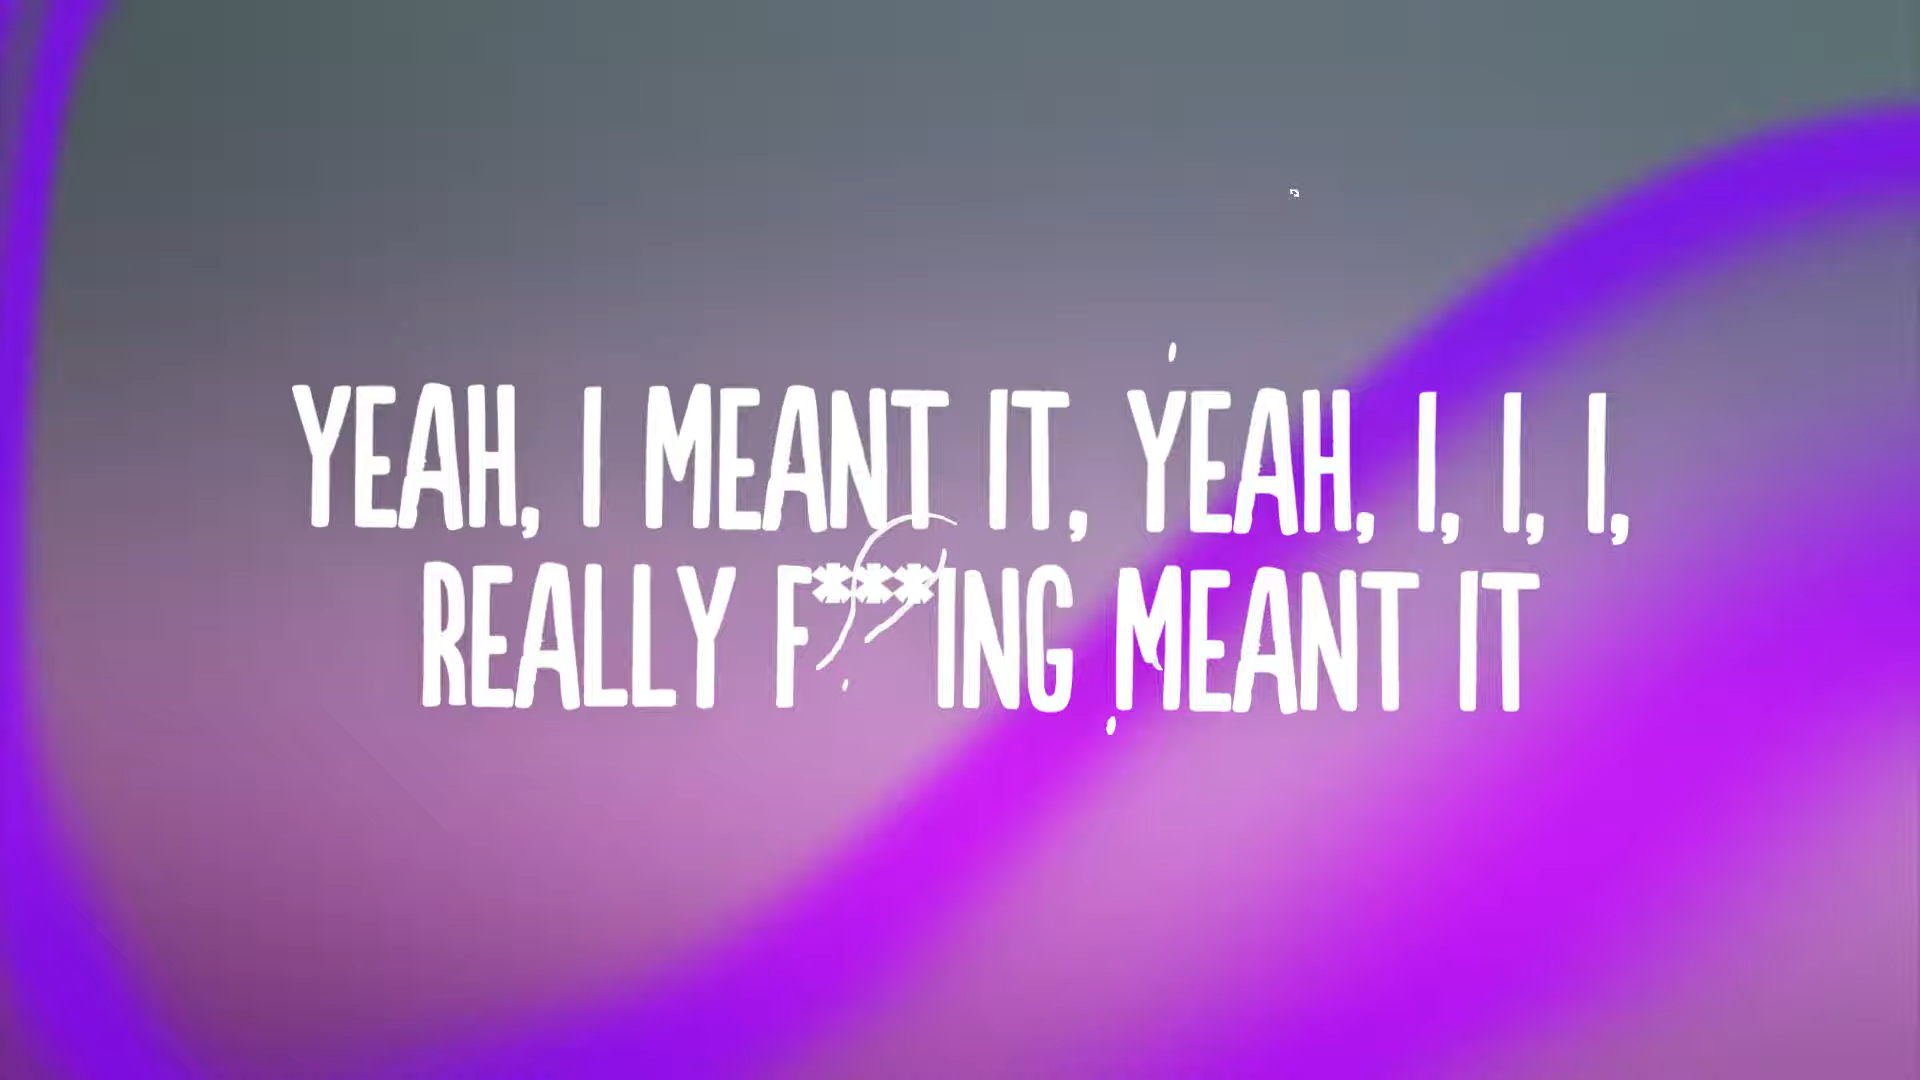 YEAH, I MEANT IT, YEAH, I, I, I,
REALLY F***ING MEANT IT